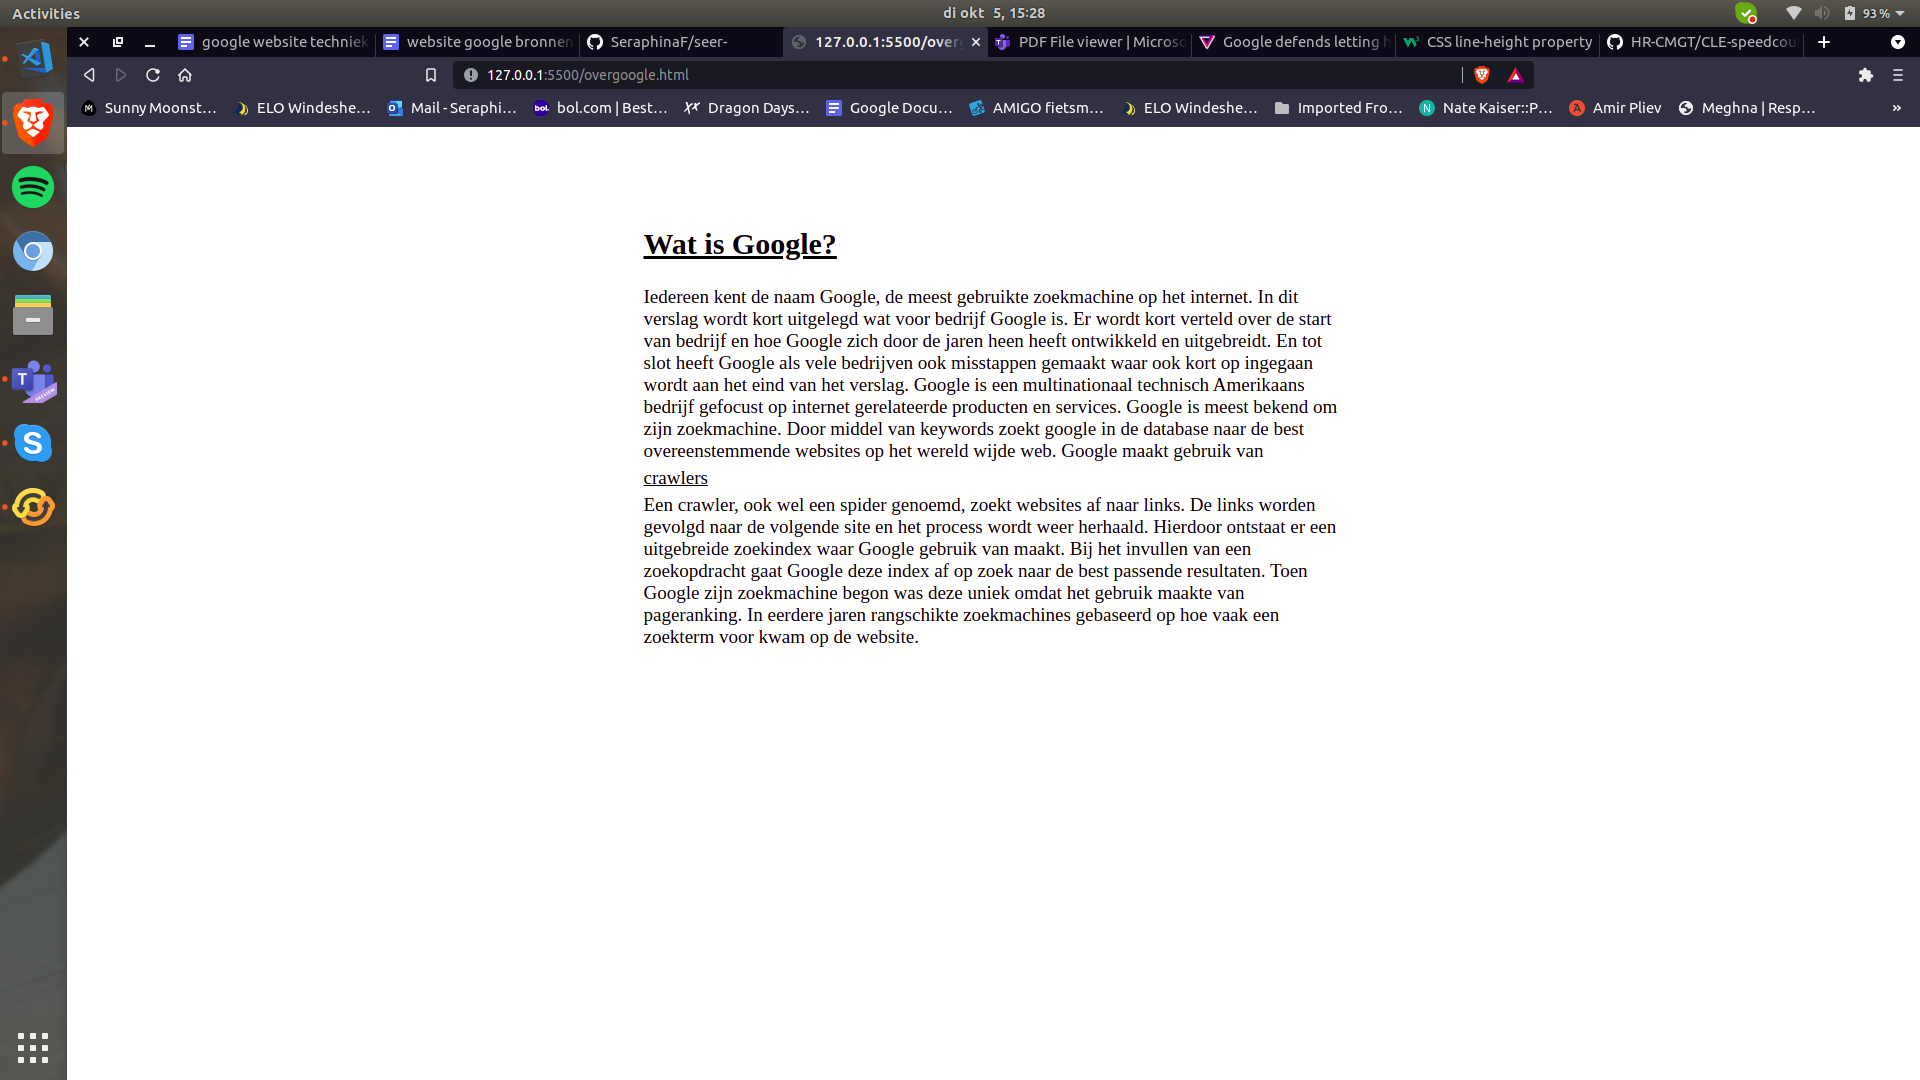 Activities
di okt 5, 15:28
93 %
google website techniek
website google bronnen
SeraphinaF/seer-
127.0.0.1:5500/over
PDF File viewer | Microso
Google defends letting h
CSS line-height property
HR-CMGT/CLE-speedcou
127.0.0.1:5500/overgoogle.html
Sunny Moonst…
ELO Windeshe…
Mail - Seraphi…
bol.com | Best…
Dragon Days…
Google Docu…
AMIGO fietsm…
ELO Windeshe…
Imported Fro…
Nate Kaiser::P…
Amir Pliev
Meghna | Resp…
Wat is Google?
Iedereen kent de naam Google, de meest gebruikte zoekmachine op het internet. In dit
verslag wordt kort uitgelegd wat voor bedrijf Google is. Er wordt kort verteld over de start
van bedrijf en hoe Google zich door de jaren heen heeft ontwikkeld en uitgebreidt. En tot
slot heeft Google als vele bedrijven ook misstappen gemaakt waar ook kort op ingegaan
wordt aan het eind van het verslag. Google is een multinationaal technisch Amerikaans
bedrijf gefocust op internet gerelateerde producten en services. Google is meest bekend om
zijn zoekmachine. Door middel van keywords zoekt google in de database naar de best
overeenstemmende websites op het wereld wijde web. Google maakt gebruik van
crawlers
Een crawler, ook wel een spider genoemd, zoekt websites af naar links. De links worden
gevolgd naar de volgende site en het process wordt weer herhaald. Hierdoor ontstaat er een
uitgebreide zoekindex waar Google gebruik van maakt. Bij het invullen van een
zoekopdracht gaat Google deze index af op zoek naar de best passende resultaten. Toen
Google zijn zoekmachine begon was deze uniek omdat het gebruik maakte van
pageranking. In eerdere jaren rangschikte zoekmachines gebaseerd op hoe vaak een
zoekterm voor kwam op de website.